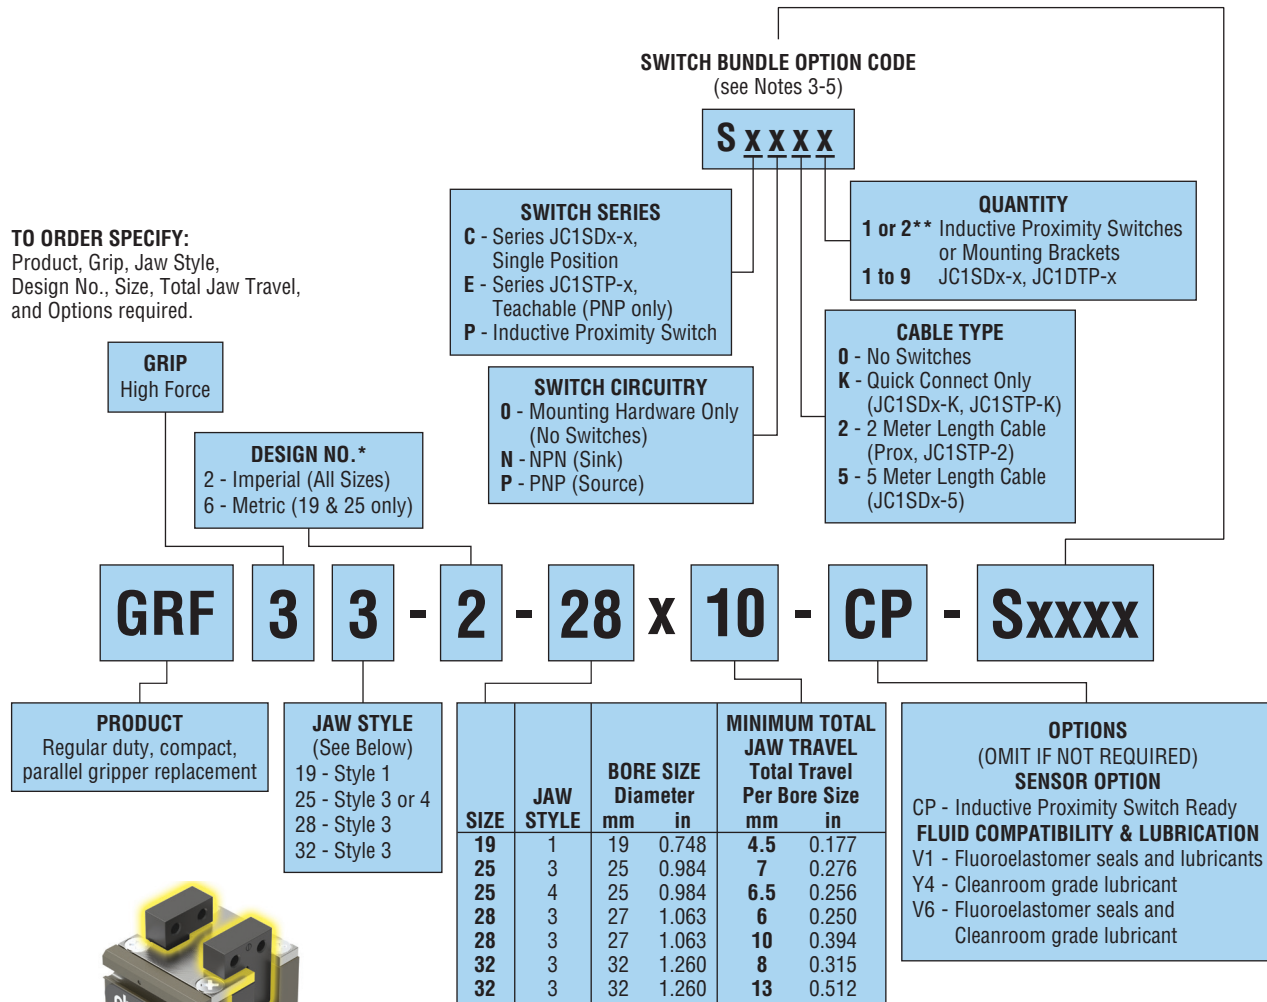 SWITCH BUNDLE OPTION CODE
(see Notes 3-5)
S x x x x
SWITCH SERIES
C - Series JC1SDx-x,
Single Position
E - Series JC1STP-x,
Teachable (PNP only)
P - Inductive Proximity Switch
QUANTITY
1 or 2** Inductive Proximity Switches
or Mounting Brackets
1 to 9 JC1SDx-x, JC1DTP-x
TO ORDER SPECIFY:
Product, Grip, Jaw Style,
Design No., Size, Total Jaw Travel,
and Options required.
CABLE TYPE
0 - No Switches
K - Quick Connect Only
(JC1SDx-K, JC1STP-K)
2 - 2 Meter Length Cable
(Prox, JC1STP-2)
5 - 5 Meter Length Cable
(JC1SDx-5)
GRIP
High Force
SWITCH CIRCUITRY
0 - Mounting Hardware Only
(No Switches)
N - NPN (Sink)
P - PNP (Source)
DESIGN NO.*
2 - Imperial (All Sizes)
6 - Metric (19 & 25 only)
GRF 3 3 - 2 - 28 x 10 - CP - Sxxxx
PRODUCT
Regular duty, compact,
parallel gripper replacement
JAW STYLE
(See Below)
19 - Style 1
25 - Style 3 or 4
28 - Style 3
32 - Style 3
MINIMUM TOTAL
JAW TRAVEL
BORE SIZE Total Travel
JAW Diameter Per Bore Size
SIZE STYLE mm in mm in
19 1 19 0.748 4.5 0.177
25 3 25 0.984 7 0.276
25 4 25 0.984 6.5 0.256
28 3 27 1.063 6 0.250
28 3 27 1.063 10 0.394
32 3 32 1.260 8 0.315
32 3 32 1.260 13 0.512
OPTIONS
(OMIT IF NOT REQUIRED)
SENSOR OPTION
CP - Inductive Proximity Switch Ready
FLUID COMPATIBILITY & LUBRICATION
V1 - Fluoroelastomer seals and lubricants
Y4 - Cleanroom grade lubricant
V6 - Fluoroelastomer seals and
Cleanroom grade lubricant